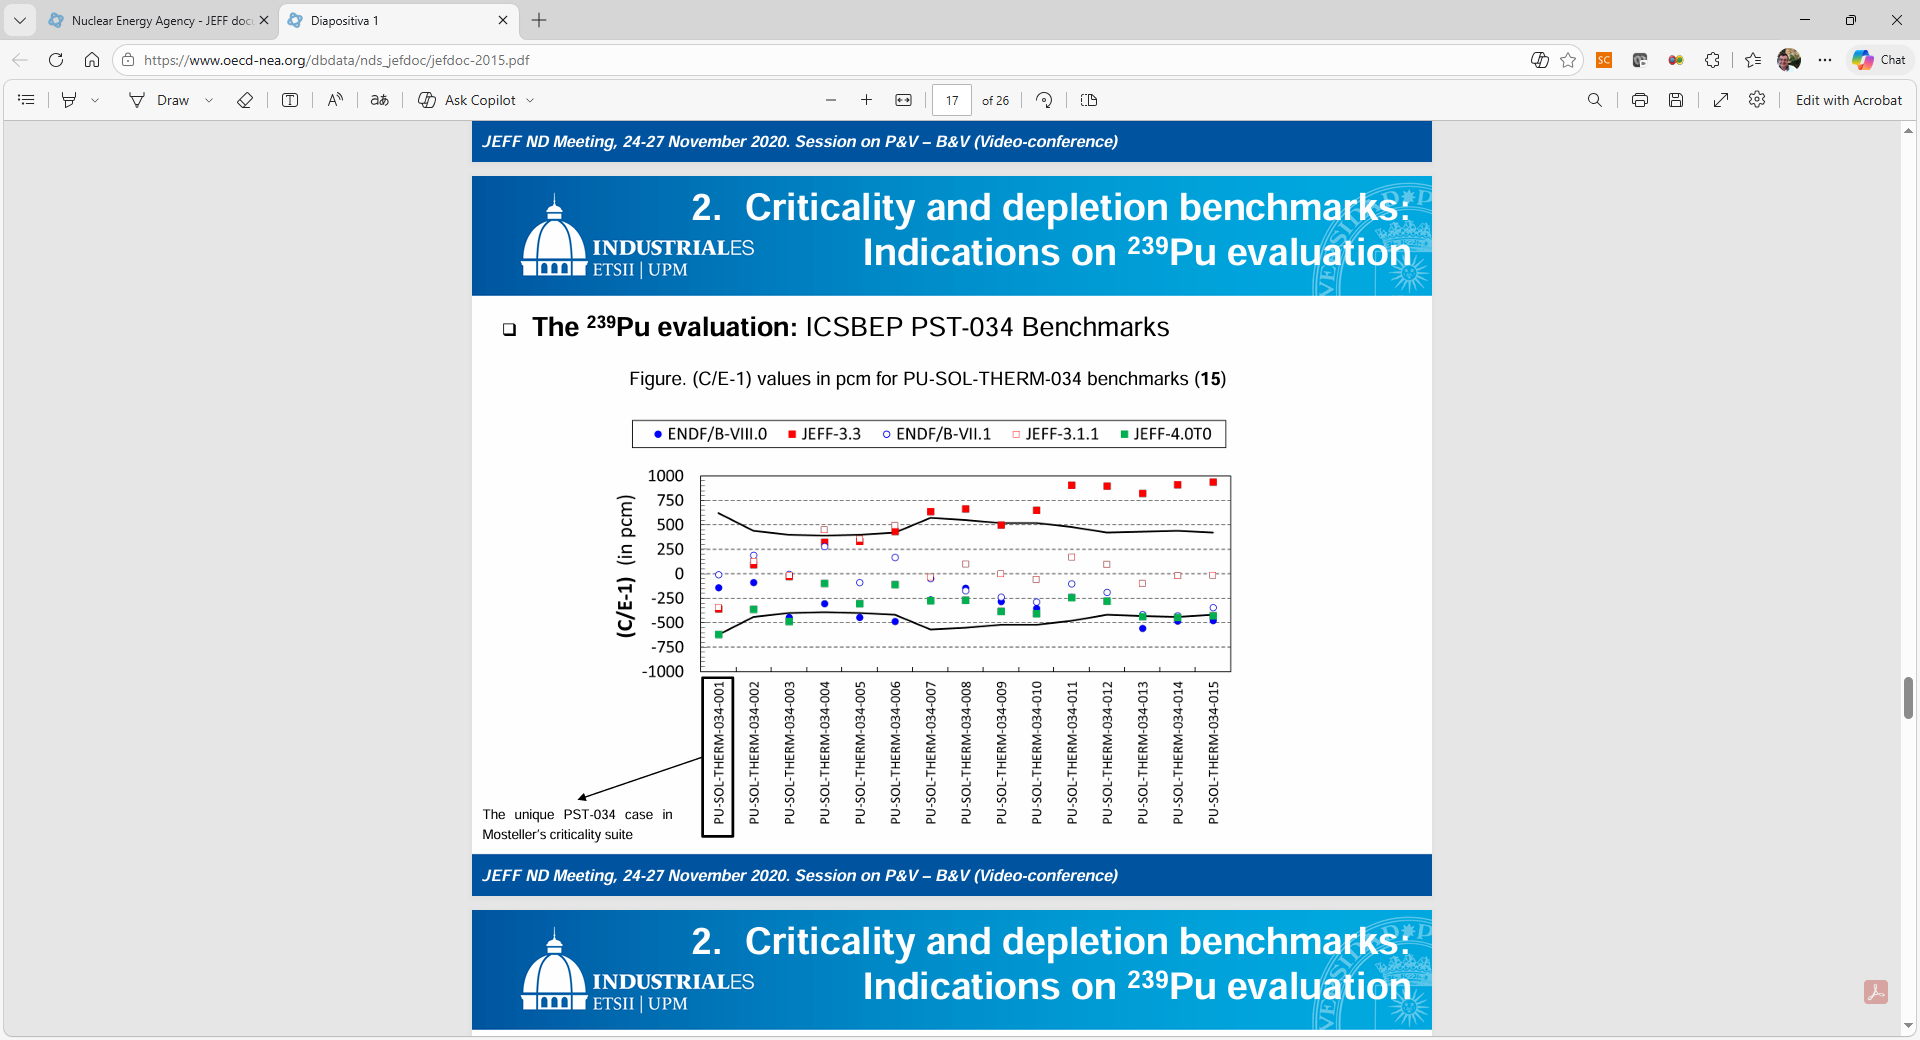 Nuclear Energy Agency - JEFF doc
Diapositiva 1
https://www.oecd-nea.org/dbdata/nds_jefdoc/jefdoc-2015.pdf
SC
Chat
Draw
T
A
aあ
Ask Copilot
17
of 26
Edit with Acrobat
JEFF ND Meeting, 24-27 November 2020. Session on P&V – B&V (Video-conference)
2. Criticality and depletion benchmarks:
Indications on ²³⁹Pu evaluation
INDUSTRIALES
ETSII | UPM
The ²³⁹Pu evaluation: ICSBEP PST-034 Benchmarks
Figure. (C/E-1) values in pcm for PU-SOL-THERM-034 benchmarks (15)
ENDF/B-VIII.0
JEFF-3.3
ENDF/B-VII.1
JEFF-3.1.1
JEFF-4.0T0
(C/E-1) (in pcm)
1000
750
500
250
0
-250
-500
-750
-1000
PU-SOL-THERM-034-001
PU-SOL-THERM-034-002
PU-SOL-THERM-034-003
PU-SOL-THERM-034-004
PU-SOL-THERM-034-005
PU-SOL-THERM-034-006
PU-SOL-THERM-034-007
PU-SOL-THERM-034-008
PU-SOL-THERM-034-009
PU-SOL-THERM-034-010
PU-SOL-THERM-034-011
PU-SOL-THERM-034-012
PU-SOL-THERM-034-013
PU-SOL-THERM-034-014
PU-SOL-THERM-034-015
The unique PST-034 case in
Mosteller's criticality suite
JEFF ND Meeting, 24-27 November 2020. Session on P&V – B&V (Video-conference)
2. Criticality and depletion benchmarks:
Indications on ²³⁹Pu evaluation
INDUSTRIALES
ETSII | UPM